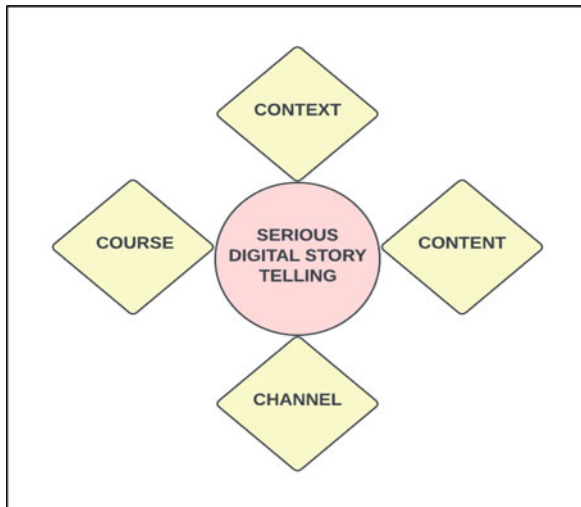 CONTEXT
COURSE
SERIOUS
DIGITAL STORY
TELLING
CONTENT
CHANNEL